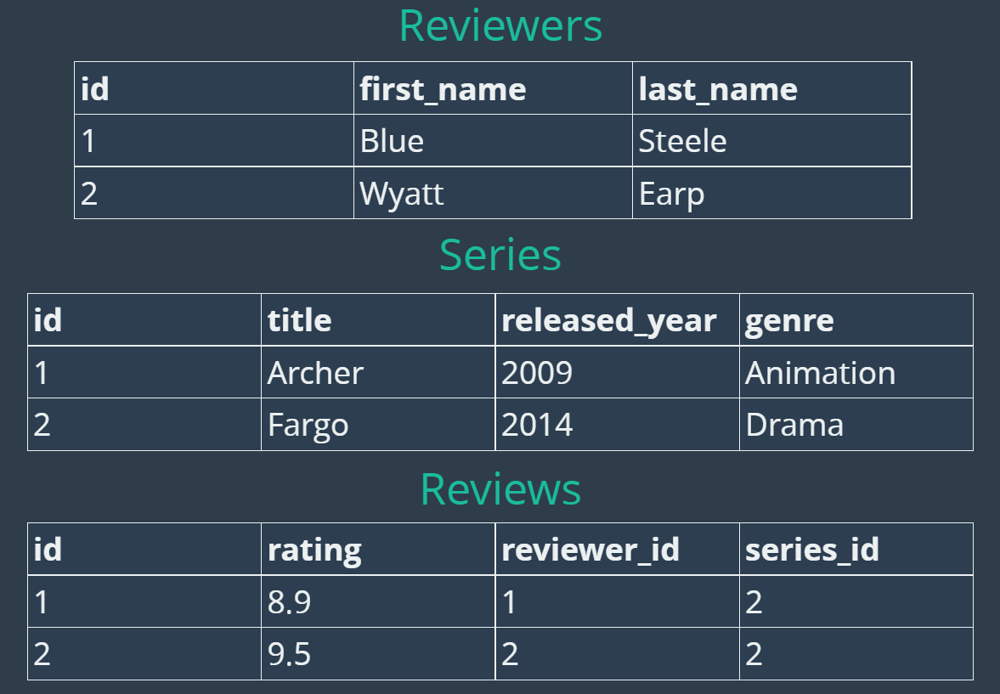 Reviewers
id first_name last_name
1 Blue Steele
2 Wyatt Earp
Series
id title released_year genre
1 Archer 2009 Animation
2 Fargo 2014 Drama
Reviews
id rating reviewer_id series_id
1 8.9 1 2
2 9.5 2 2